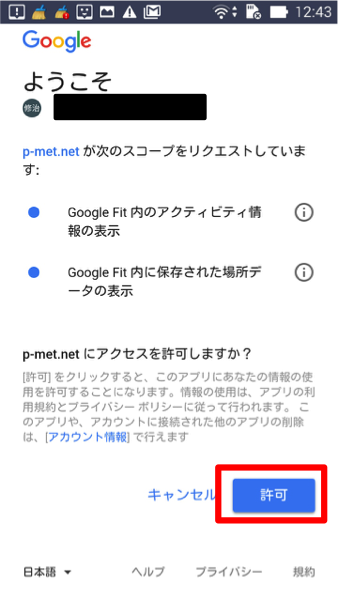 12:43
Google
ようこそ
修治
p-met.net が次のスコープをリクエストしていま
す:
Google Fit 内のアクティビティ情
報の表示
Google Fit 内に保存された場所デ
ータの表示
p-met.net にアクセスを許可しますか？
[許可] をクリックすると、このアプリにあなたの情報の使
用を許可することになります。情報の使用は、アプリの利
用規約とプライバシー ポリシーに従って行われます。 こ
のアプリや、アカウントに接続された他のアプリの削除
は、[アカウント情報] で行えます
キャンセル 許可
日本語 ヘルプ プライバシー 規約